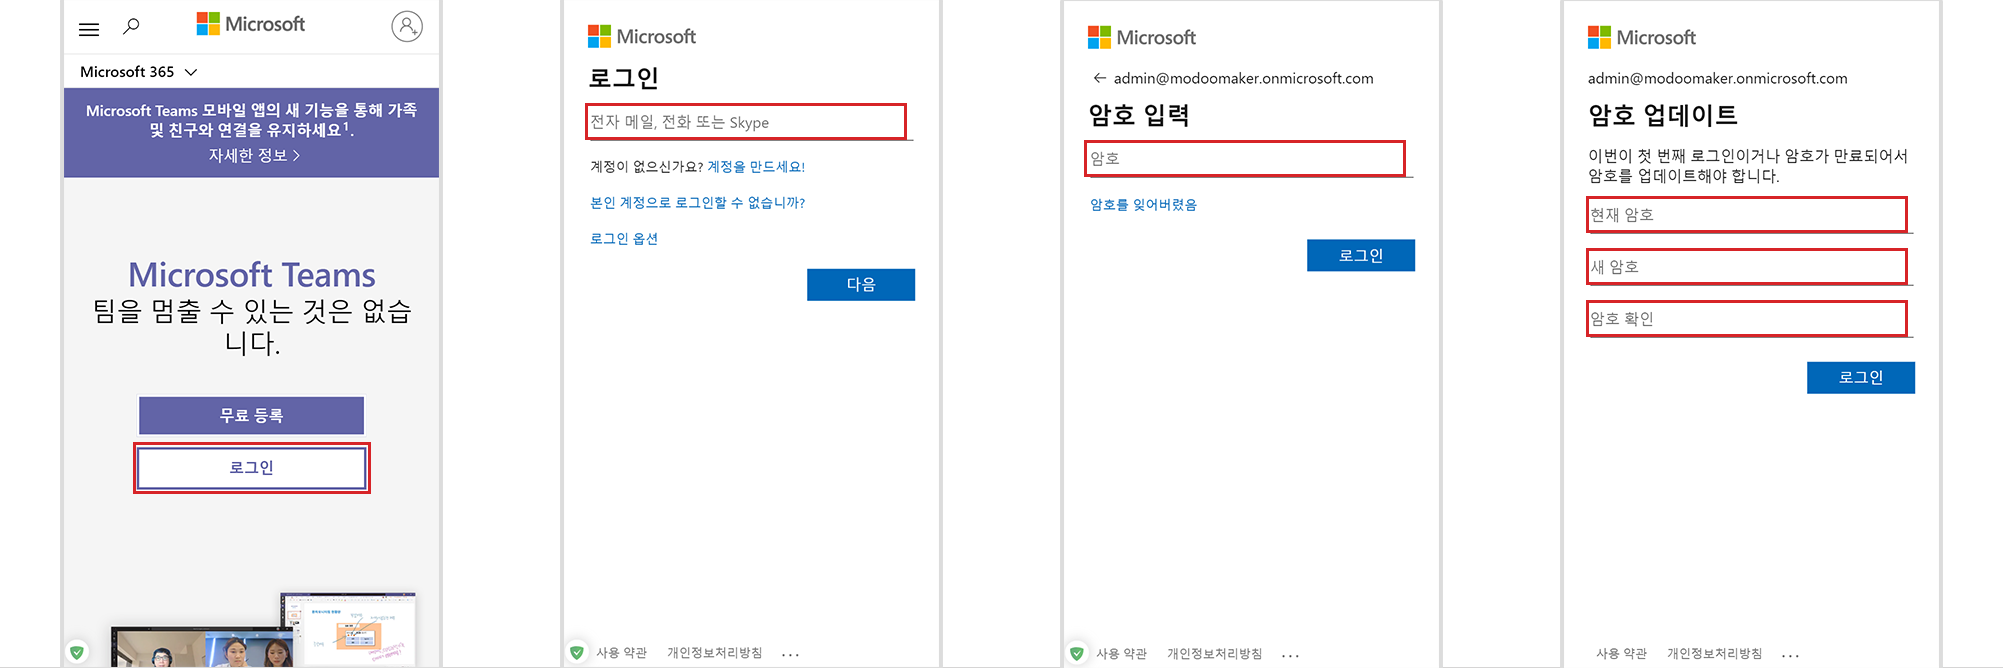 Microsoft
Microsoft 365
Microsoft Teams 모바일 앱의 새 기능을 통해 가족
및 친구와 연결을 유지하세요¹.
자세한 정보 >
Microsoft Teams
팀을 멈출 수 있는 것은 없습
니다.
무료 등록
로그인
Microsoft
로그인
전자 메일, 전화 또는 Skype
계정이 없으신가요? 계정을 만드세요!
본인 계정으로 로그인할 수 없습니까?
로그인 옵션
다음
사용 약관 개인정보처리방침 ...
Microsoft
← admin@modoomaker.onmicrosoft.com
암호 입력
암호
암호를 잊어버렸음
로그인
사용 약관 개인정보처리방침 ...
Microsoft
admin@modoomaker.onmicrosoft.com
암호 업데이트
이번이 첫 번째 로그인이거나 암호가 만료되어서
암호를 업데이트해야 합니다.
현재 암호
새 암호
암호 확인
로그인
사용 약관 개인정보처리방침 ...